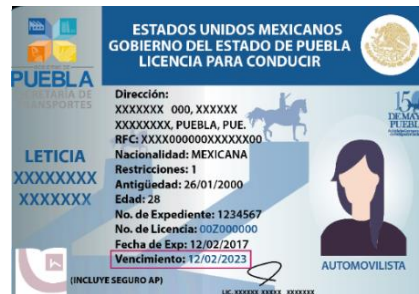 ESTADOS UNIDOS MEXICANOS
GOBIERNO DEL ESTADO DE PUEBLA
LICENCIA PARA CONDUCIR
PUEBLA
SECRETARÍA DE
TRANSPORTES
Dirección:
XXXXXXX 000, XXXXXX
XXXXXXXX, PUEBLA, PUE.
RFC: XXXX000000XXXXXX00
Nacionalidad: MEXICANA
Restricciones: 1
Antigüedad: 26/01/2000
Edad: 28
No. de Expediente: 1234567
No. de Licencia: 00Z000000
Fecha de Exp: 12/02/2017
Vencimiento: 12/02/2023
(INCLUYE SEGURO AP)
LETICIA
XXXXXXXX
XXXXXXX
DE MAYO
PUEBLA
AUTOMOVILISTA